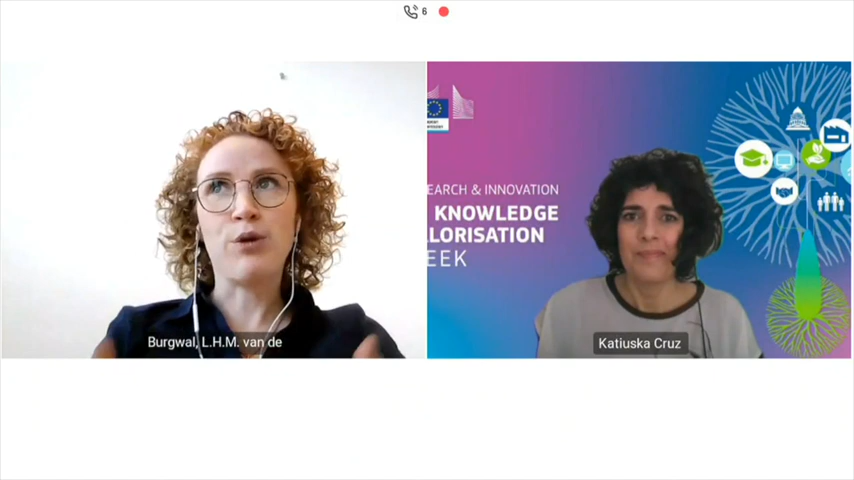 6
EARCH & INNOVATION
KNOWLEDGE
LORISATION
EEK
Burgwal, L.H.M. van de
Katiuska Cruz